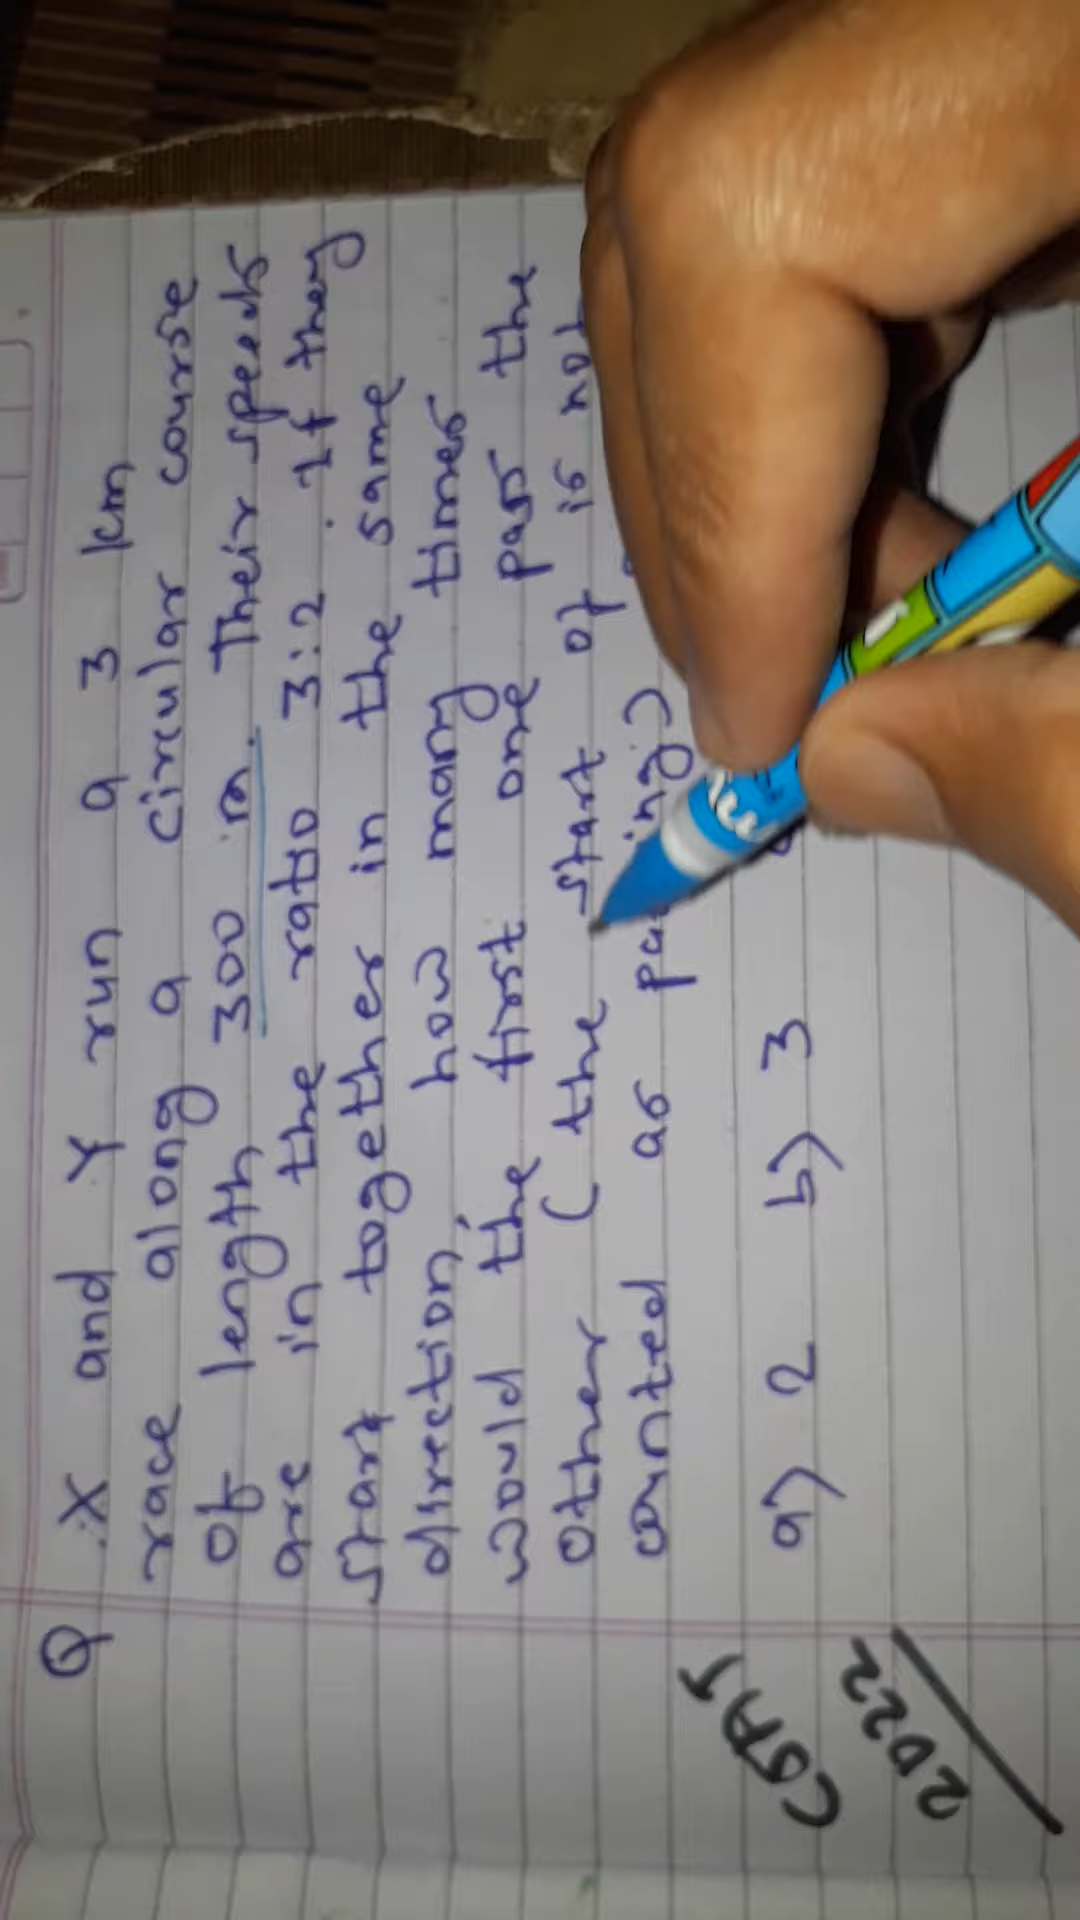 Q X and Y run a 3 km
race along a circular course
of length 300 m. Their speeds
are in the ratio 3:2. If they
start together in the same
direction, how many times
would the first one pass the
other (the start of is not
counted as passing)
a) 2 b) 3
CSAT
2022